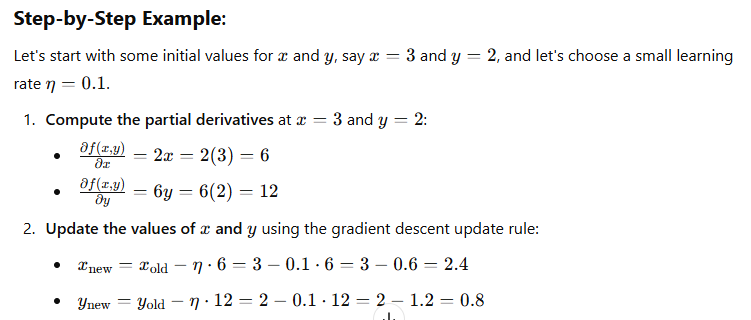 Step-by-Step Example:
Let's start with some initial values for x and y, say x = 3 and y = 2, and let's choose a small learning
rate η = 0.1.
1. Compute the partial derivatives at x = 3 and y = 2:
• ∂f(x,y)/∂x = 2x = 2(3) = 6
• ∂f(x,y)/∂y = 6y = 6(2) = 12
2. Update the values of x and y using the gradient descent update rule:
• x_new = x_old − η · 6 = 3 − 0.1 · 6 = 3 − 0.6 = 2.4
• y_new = y_old − η · 12 = 2 − 0.1 · 12 = 2 − 1.2 = 0.8